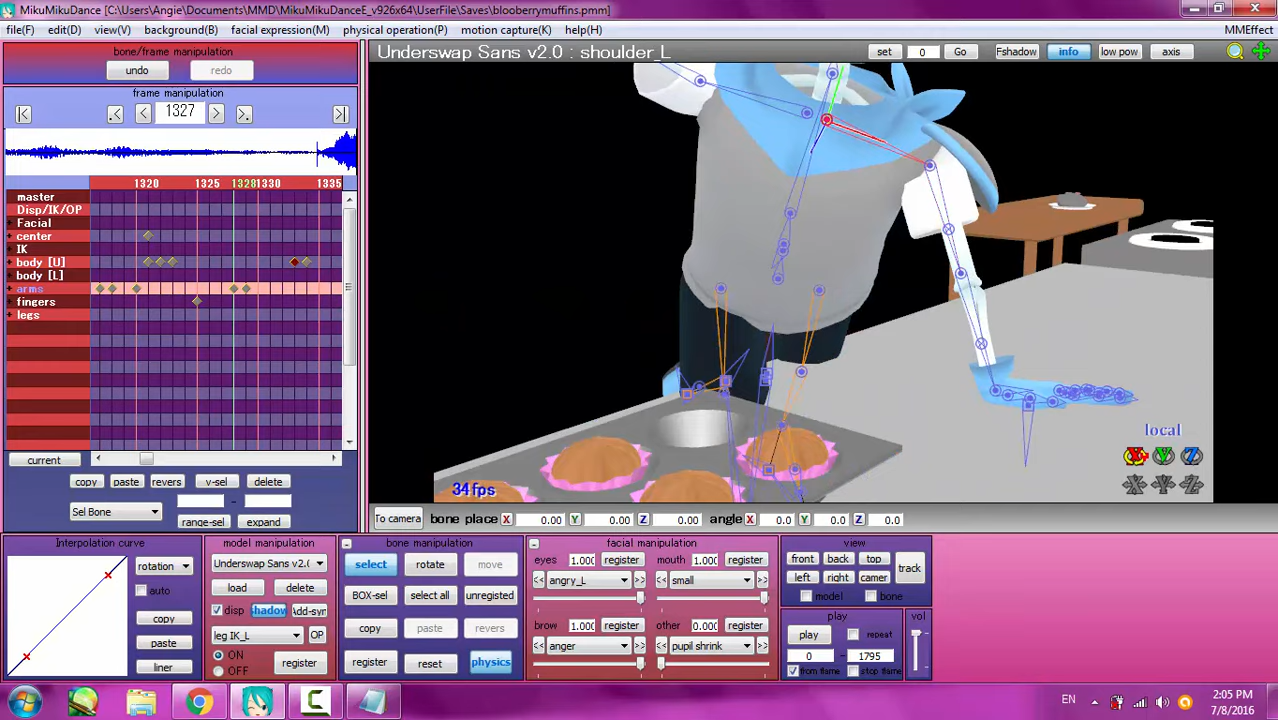 MikuMikuDance [C:\Users\Angie\Documents\MMD\MikuMikuDanceE_v926x64\UserFile\Saves\blooberrymuffins.pmm]
file(F) edit(D) view(V) background(B) facial expression(M) physical operation(P) motion capture(K) help(H) MMEffect
bone/frame manipulation
undo redo
frame manipulation
|< .< < 1327 > >. >|
1320 1325 1328 1330 1335
master
Disp/IK/OP
Facial
center
IK
body [U]
body [L]
arms
fingers
legs
current
copy paste revers v-sel delete
Sel Bone -
range-sel expand
Underswap Sans v2.0 : shoulder_L
set 0 Go Fshadow info low pow axis
local
X Y Z
X Y Z
34 fps
To camera bone place X 0.00 Y 0.00 Z 0.00 angle X 0.0 Y 0.0 Z 0.0
Interpolation curve
rotation
auto
copy
paste
liner
model manipulation
Underswap Sans v2.(
load delete
disp shadow Add-syn
leg IK_L OP
ON
OFF
register
bone manipulation
select rotate move
BOX-sel select all unregisted
copy paste revers
register reset physics
facial manipulation
eyes 1.000 register mouth 1.000 register
<< angry_L >> << small >>
brow 1.000 register other 0.000 register
<< anger >> << pupil shrink >>
view
front back top
left right camer
track
model bone
play
play repeat
0 - 1795
from flame stop flame
vol
EN
2:05 PM
7/8/2016